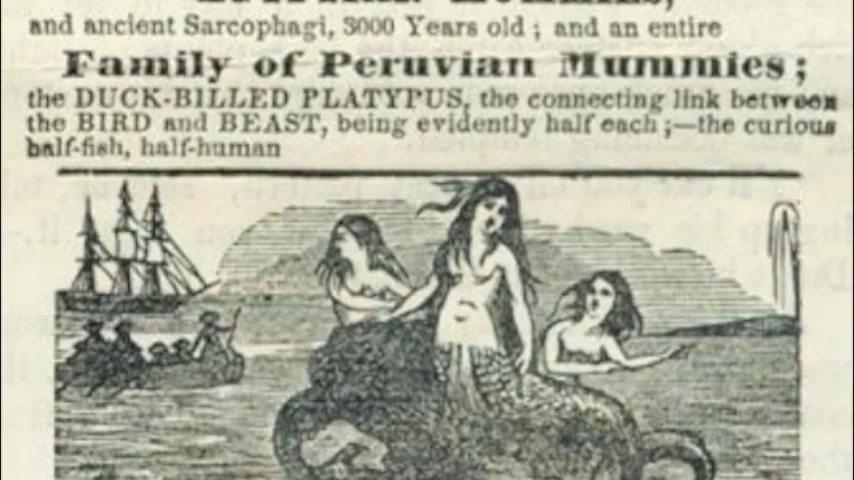 and ancient Sarcophagi, 3000 Years old ; and an entire
Family of Peruvian Mummies ;
the DUCK-BILLED PLATYPUS, the connecting link between
the BIRD and BEAST, being evidently half each ;—the curious
half-fish, half-human